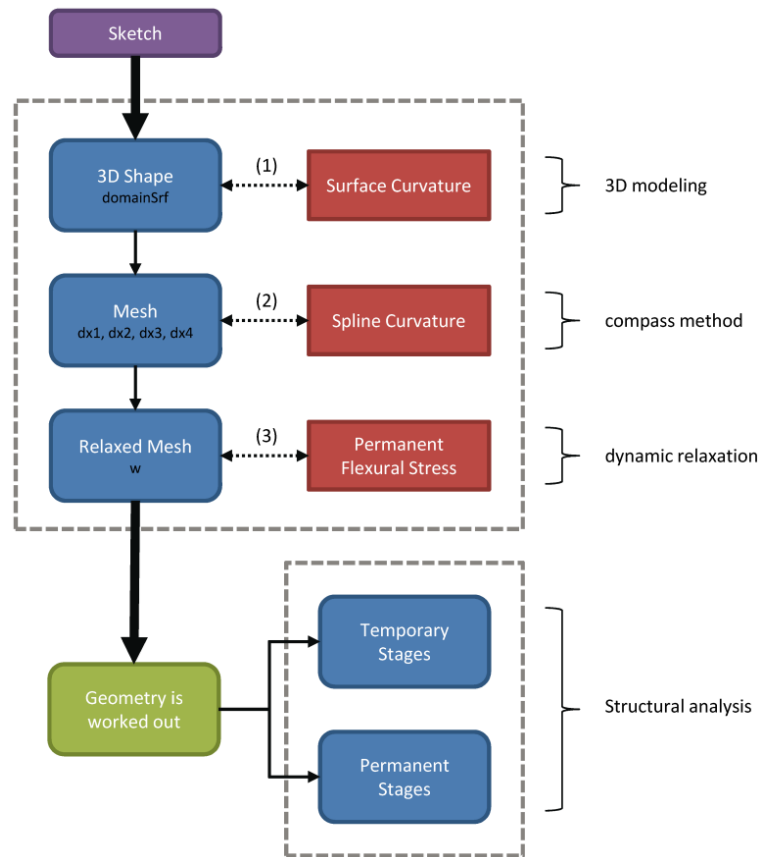 Sketch
3D Shape
domainSrf
(1)
Surface Curvature
3D modeling
Mesh
dx1, dx2, dx3, dx4
(2)
Spline Curvature
compass method
Relaxed Mesh
w
(3)
Permanent
Flexural Stress
dynamic relaxation
Temporary
Stages
Geometry is
worked out
Structural analysis
Permanent
Stages